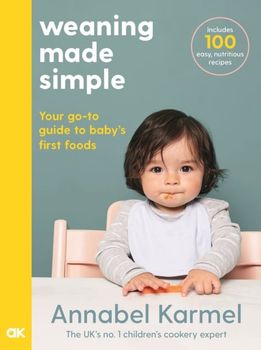 weaning
made
simple
Includes
100
easy, nutritious
recipes
Your go-to
guide to baby's
first foods
Annabel Karmel
The UK's no. 1 children's cookery expert
ak